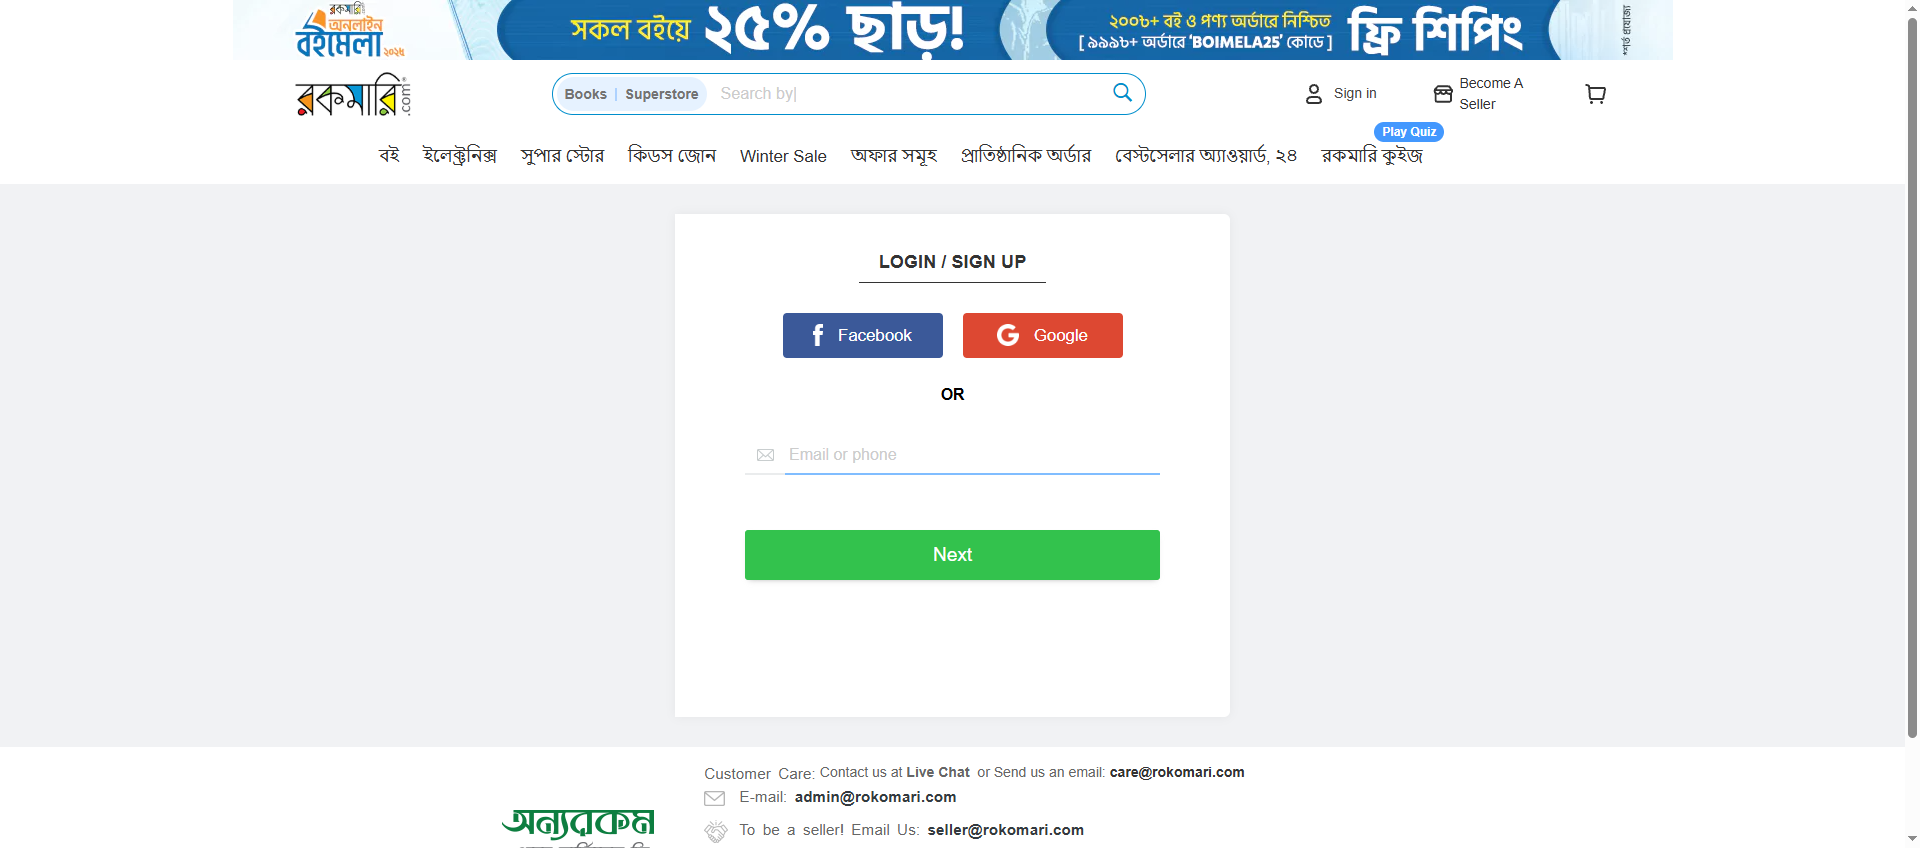 রকমারি
অনলাইন
বইমেলা ২০২৫
সকল বইয়ে ২৫% ছাড়!
২০০৮+ বই ও পণ্য অর্ডারে নিশ্চিত
[ ৯৯৯৮+ অর্ডারে 'BOIMELA25' কোডে ]
ফ্রি শিপিং
*শর্ত প্রযোজ্য
রকমারি.com
Books | Superstore
Search by|
Sign in
Become A
Seller
Play Quiz
বই ইলেক্ট্রনিক্স সুপার স্টোর কিডস জোন Winter Sale অফার সমূহ প্রাতিষ্ঠানিক অর্ডার বেস্টসেলার অ্যাওয়ার্ড, ২৪ রকমারি কুইজ
LOGIN / SIGN UP
Facebook
Google
OR
Email or phone
Next
Customer Care: Contact us at Live Chat or Send us an email: care@rokomari.com
E-mail: admin@rokomari.com
অন্যরকম
To be a seller! Email Us: seller@rokomari.com